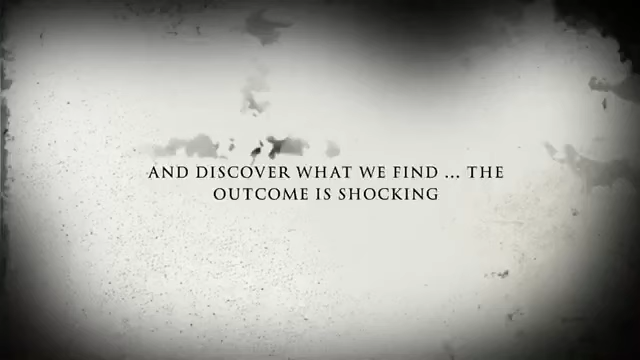 AND DISCOVER WHAT WE FIND ... THE
OUTCOME IS SHOCKING